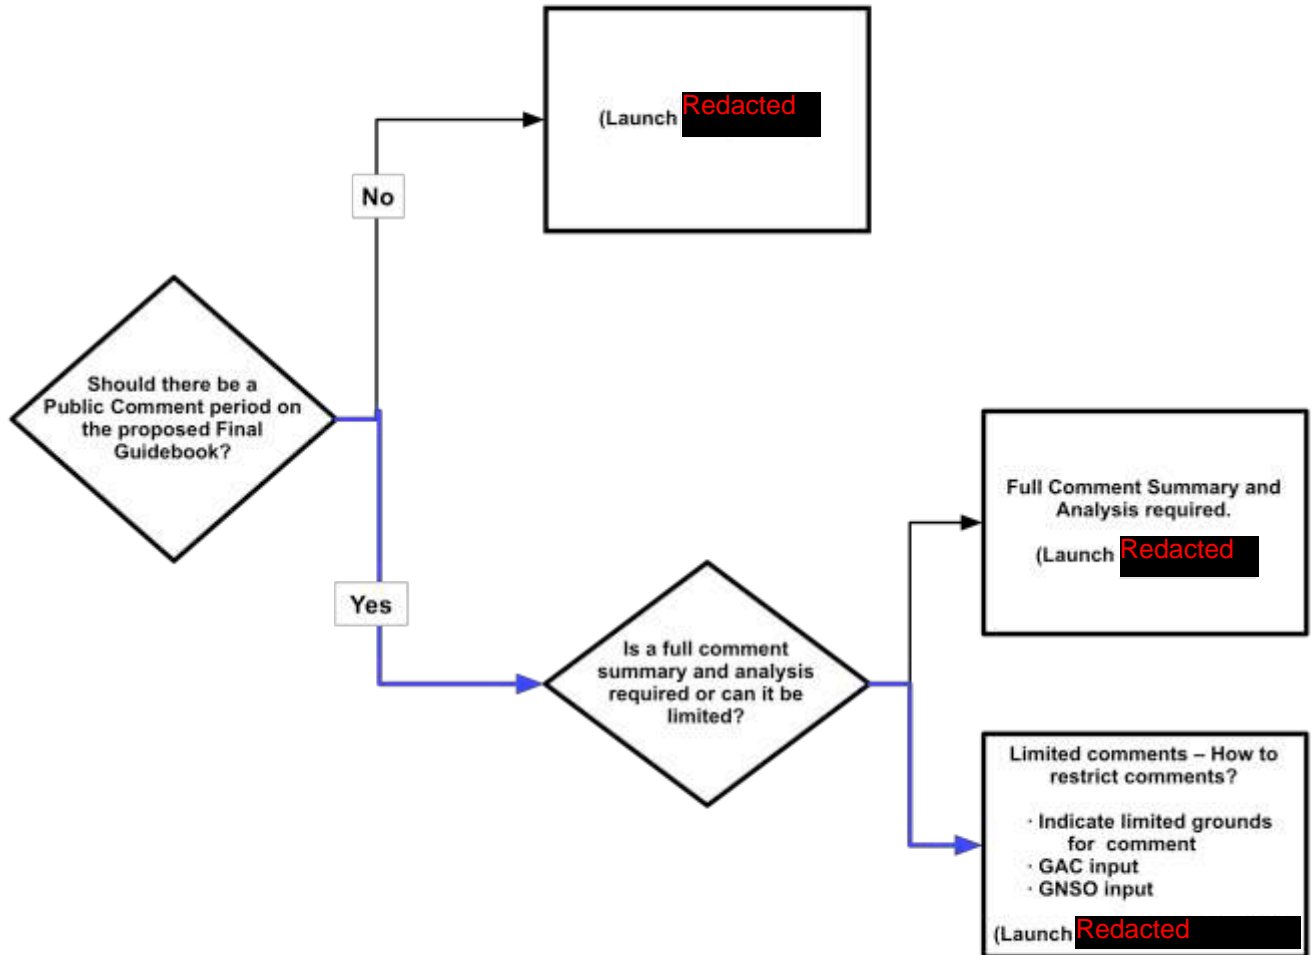 (Launch Redacted
No
Should there be a
Public Comment period on
the proposed Final
Guidebook?
Full Comment Summary and
Analysis required.
(Launch Redacted
Yes
Is a full comment
summary and analysis
required or can it be
limited?
Limited comments – How to
restrict comments?
· Indicate limited grounds
for comment
· GAC input
· GNSO input
(Launch Redacted